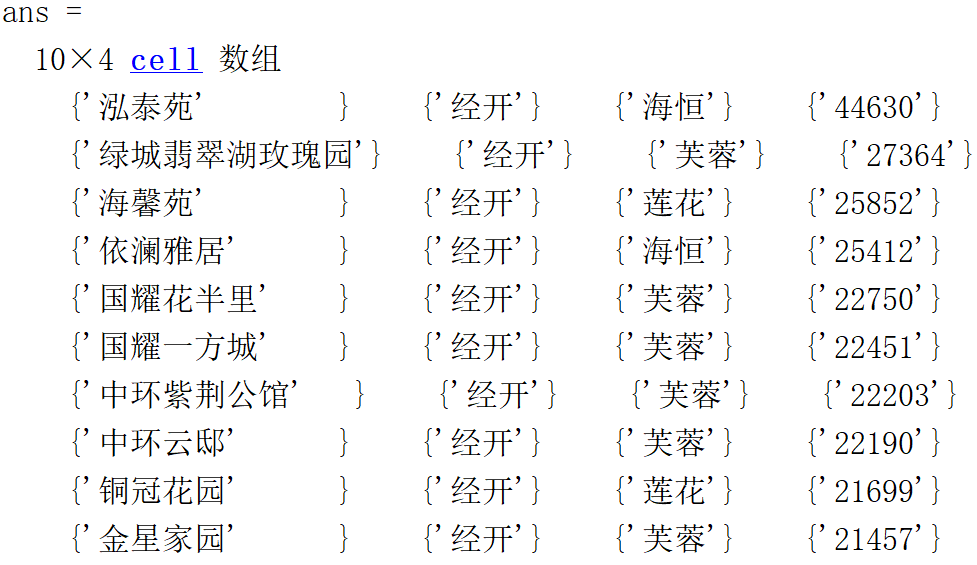 ans =
10×4 cell 数组
{'泓泰苑' } {'经开'} {'海恒'} {'44630'}
{'绿城翡翠湖玫瑰园'} {'经开'} {'芙蓉'} {'27364'}
{'海馨苑' } {'经开'} {'莲花'} {'25852'}
{'依澜雅居' } {'经开'} {'海恒'} {'25412'}
{'国耀花半里' } {'经开'} {'芙蓉'} {'22750'}
{'国耀一方城' } {'经开'} {'芙蓉'} {'22451'}
{'中环紫荆公馆' } {'经开'} {'芙蓉'} {'22203'}
{'中环云邸' } {'经开'} {'芙蓉'} {'22190'}
{'铜冠花园' } {'经开'} {'莲花'} {'21699'}
{'金星家园' } {'经开'} {'芙蓉'} {'21457'}